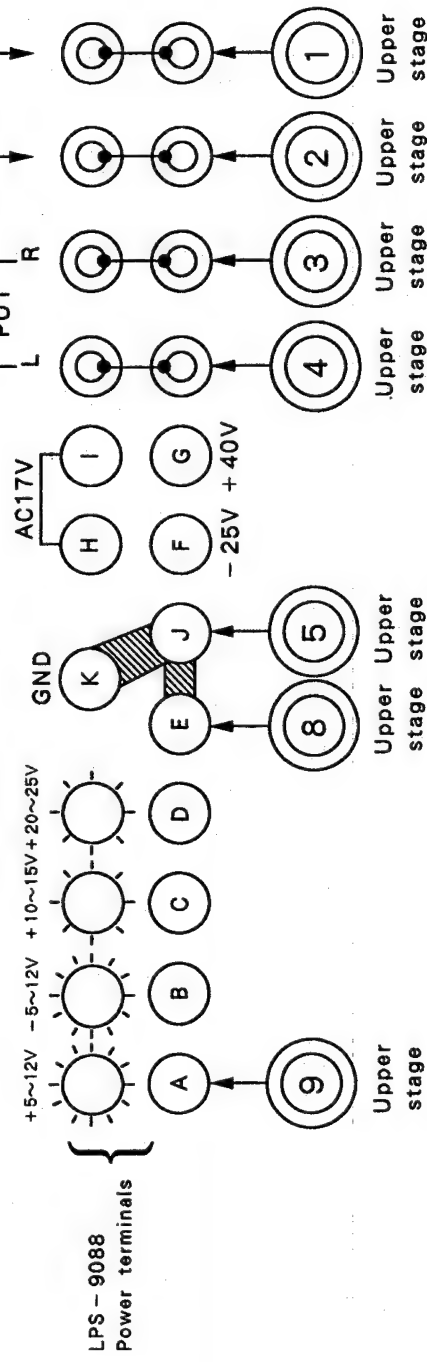 L PUT R
AC17V
GND
+5~12V -5~12V +10~15V +20~25V
LPS-9088
Power terminals
K H I
A B C D E J F G
-25V +40V
9 8 5 4 3 2 1
Upper stage
Upper stage
Upper stage
Upper stage
Upper stage
Upper stage
Upper stage